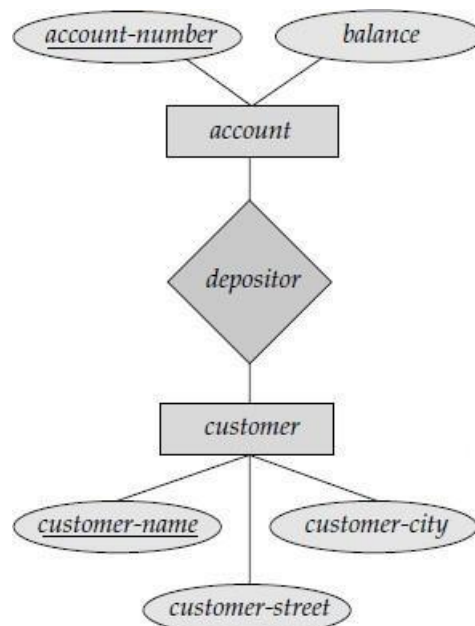 account-number
balance
account
depositor
customer
customer-name
customer-city
customer-street